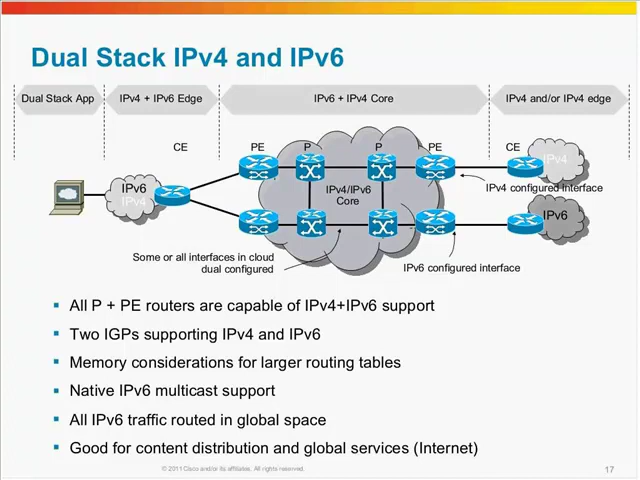 Dual Stack IPv4 and IPv6
Dual Stack App
IPv4 + IPv6 Edge
IPv6 + IPv4 Core
IPv4 and/or IPv4 edge
CE
PE
P
P
PE
CE
IPv4
IPv6
IPv4
IPv4/IPv6
Core
IPv4 configured interface
IPv6
Some or all interfaces in cloud
dual configured
IPv6 configured interface
All P + PE routers are capable of IPv4+IPv6 support
Two IGPs supporting IPv4 and IPv6
Memory considerations for larger routing tables
Native IPv6 multicast support
All IPv6 traffic routed in global space
Good for content distribution and global services (Internet)
© 2011 Cisco and/or its affiliates. All rights reserved.
17